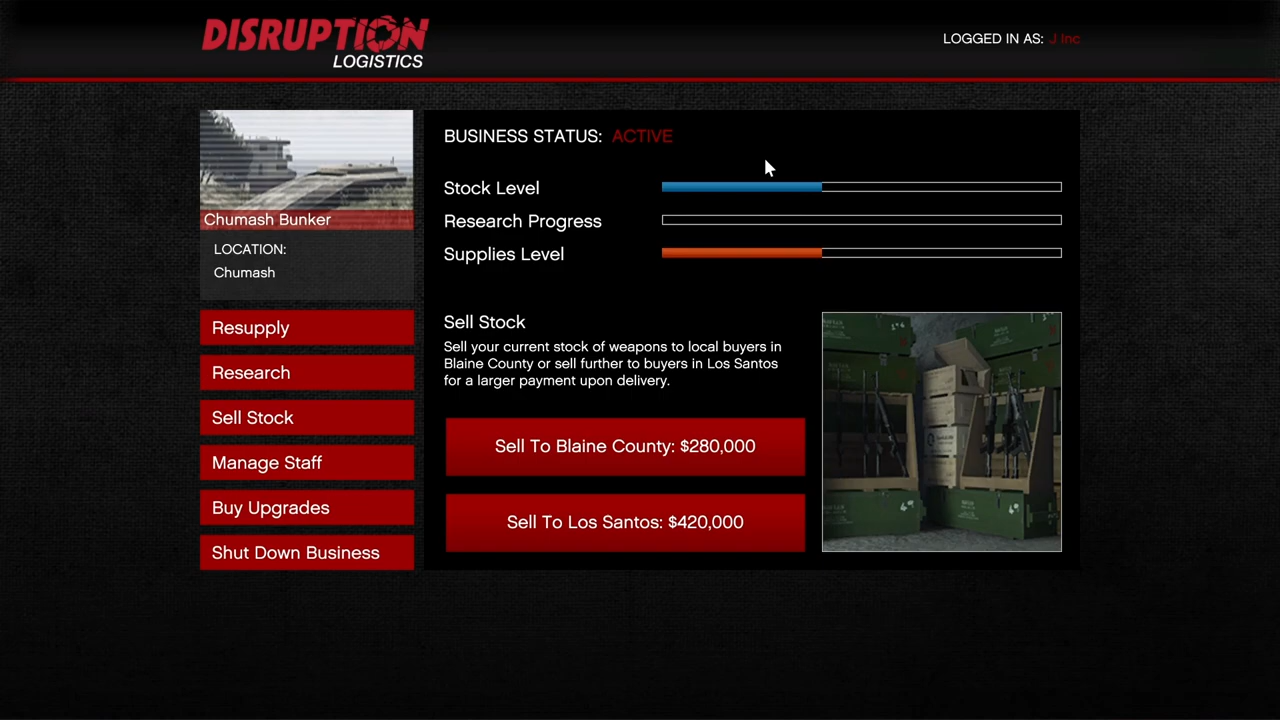 DISRUPTION
LOGISTICS
LOGGED IN AS: J Inc
Chumash Bunker
LOCATION:
Chumash
Resupply
Research
Sell Stock
Manage Staff
Buy Upgrades
Shut Down Business
BUSINESS STATUS: ACTIVE
Stock Level
Research Progress
Supplies Level
Sell Stock
Sell your current stock of weapons to local buyers in
Blaine County or sell further to buyers in Los Santos
for a larger payment upon delivery.
Sell To Blaine County: $280,000
Sell To Los Santos: $420,000